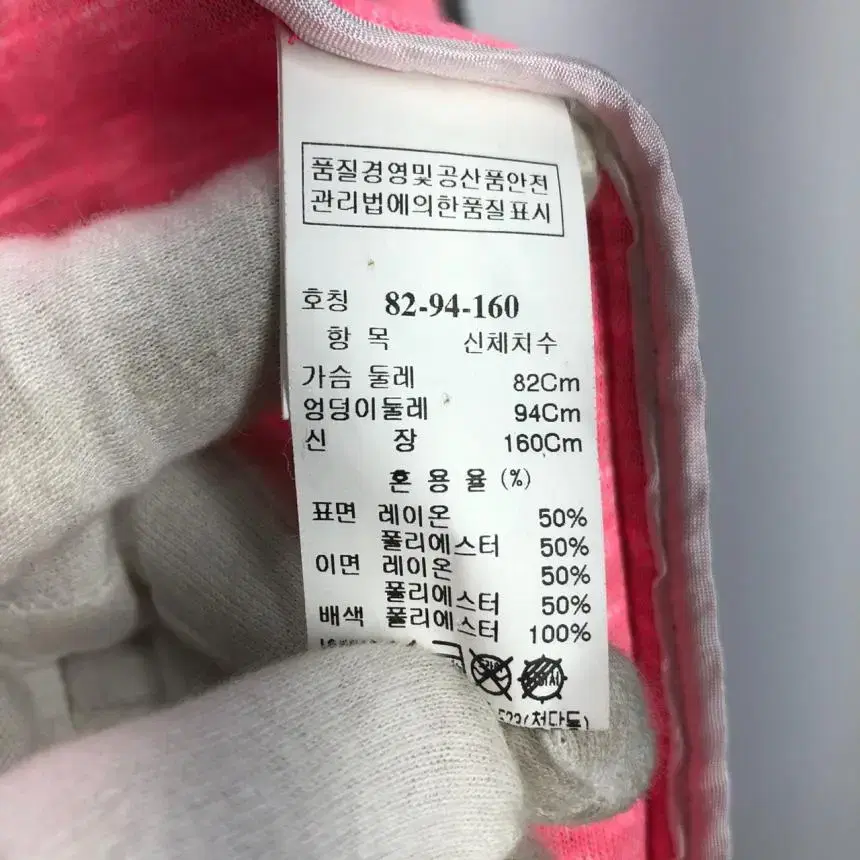 품질경영및공산품안전
관리법에의한품질표시
호칭 82-94-160
항 목 신체치수
가슴 둘레 82Cm
엉덩이둘레 94Cm
신 장 160Cm
혼 용 율 (%)
표면 레이온 50%
폴리에스터 50%
이면 레이온 50%
폴리에스터 50%
배색 폴리에스터 100%